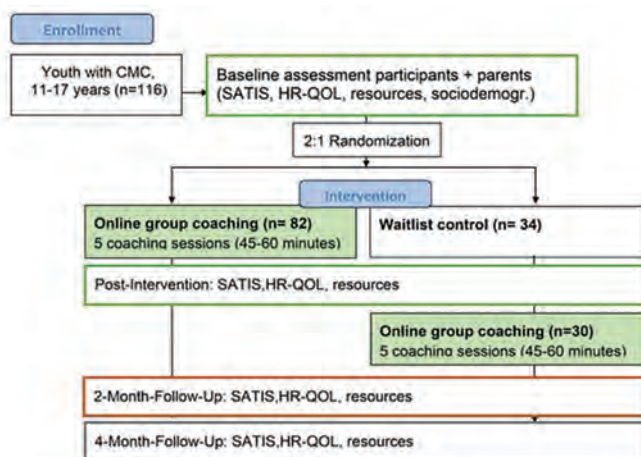 Enrollment
Youth with CMC,
11-17 years (n=116)
Baseline assessment participants + parents
(SATIS, HR-QOL, resources, sociodemogr.)
2:1 Randomization
Intervention
Online group coaching (n= 82)
5 coaching sessions (45-60 minutes)
Waitlist control (n= 34)
Post-Intervention: SATIS,HR-QOL, resources
Online group coaching (n=30)
5 coaching sessions (45-60 minutes)
2-Month-Follow-Up: SATIS,HR-QOL, resources
4-Month-Follow-Up: SATIS,HR-QOL, resources